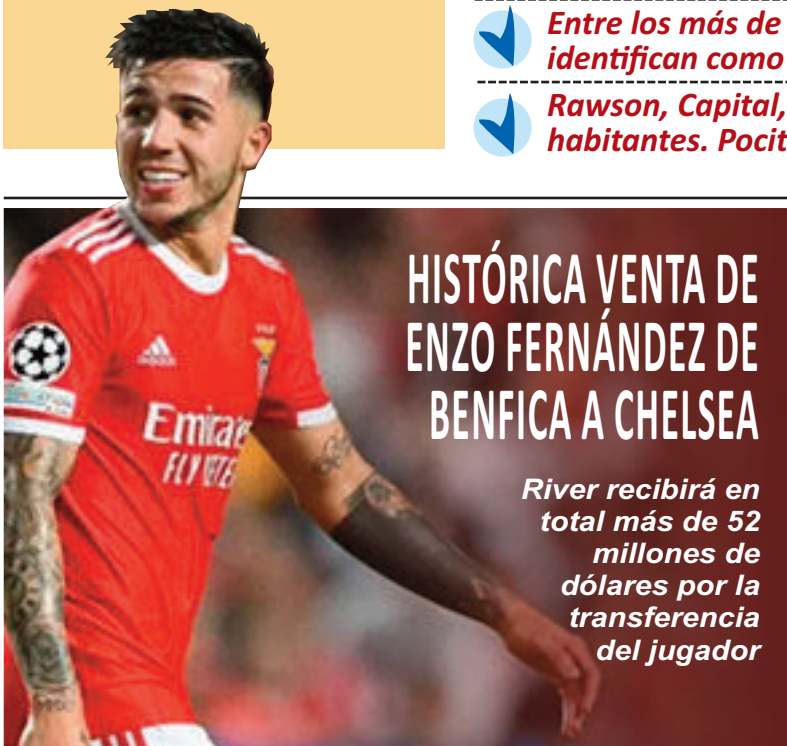 Entre los más de
identifican como
Rawson, Capital,
habitantes. Pocit
HISTÓRICA VENTA DE
ENZO FERNÁNDEZ DE
BENFICA A CHELSEA
River recibirá en
total más de 52
millones de
dólares por la
transferencia
del jugador
adidas
Emirates
FLY